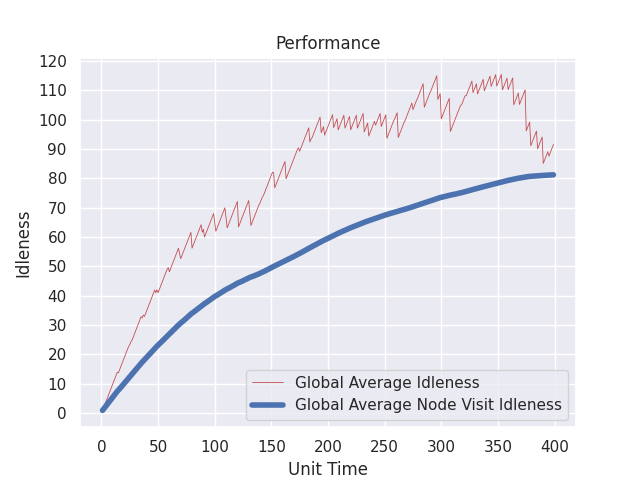 Performance
120
110
100
90
80
70
60
50
40
30
20
10
0
Idleness
0 50 100 150 200 250 300 350 400
Unit Time
Global Average Idleness
Global Average Node Visit Idleness